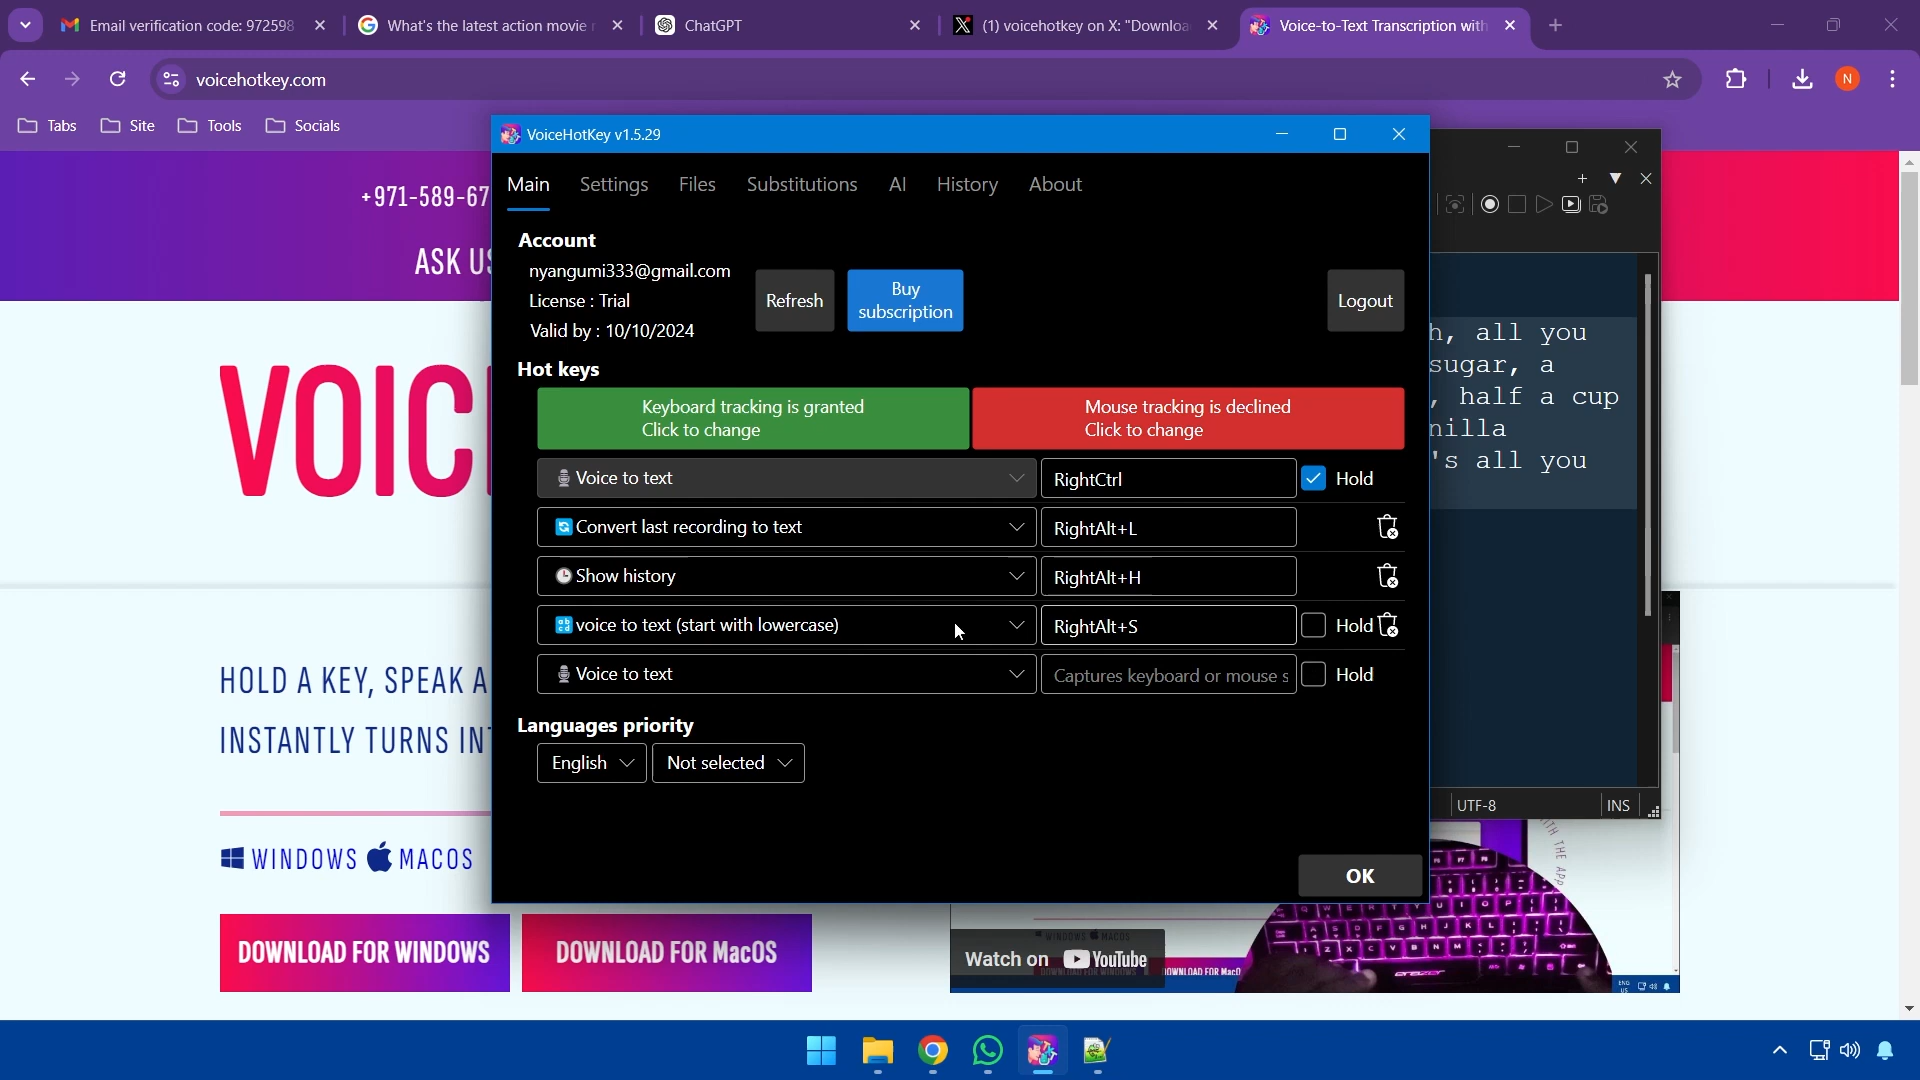 Email verification code: 972598
What's the latest action movie r
ChatGPT
(1) voicehotkey on X: "Downloa
Voice-to-Text Transcription with
voicehotkey.com
N
Tabs
Site
Tools
Socials
+971-589-67
ASK US
VOIC
HOLD A KEY, SPEAK A
INSTANTLY TURNS INT
WINDOWS MACOS
DOWNLOAD FOR WINDOWS
DOWNLOAD FOR MacOS
VoiceHotKey v1.5.29
Main
Settings
Files
Substitutions
AI
History
About
Account
nyangumi333@gmail.com
License : Trial
Valid by : 10/10/2024
Refresh
Buy
subscription
Logout
Hot keys
Keyboard tracking is granted
Click to change
Mouse tracking is declined
Click to change
Voice to text
RightCtrl
Hold
Convert last recording to text
RightAlt+L
Show history
RightAlt+H
voice to text (start with lowercase)
RightAlt+S
Hold
Voice to text
Captures keyboard or mouse s
Hold
Languages priority
English
Not selected
OK
h, all you
sugar, a
, half a cup
nilla
's all you
UTF-8
INS
Watch on YouTube